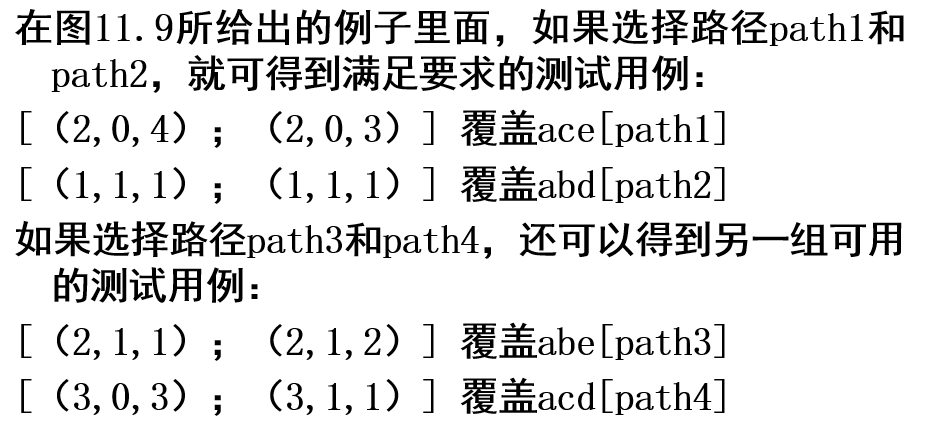 在图11.9所给出的例子里面，如果选择路径path1和
path2，就可得到满足要求的测试用例：
[（2,0,4）；（2,0,3）] 覆盖ace[path1]
[（1,1,1）；（1,1,1）] 覆盖abd[path2]
如果选择路径path3和path4，还可以得到另一组可用
的测试用例：
[（2,1,1）；（2,1,2）] 覆盖abe[path3]
[（3,0,3）；（3,1,1）] 覆盖acd[path4]